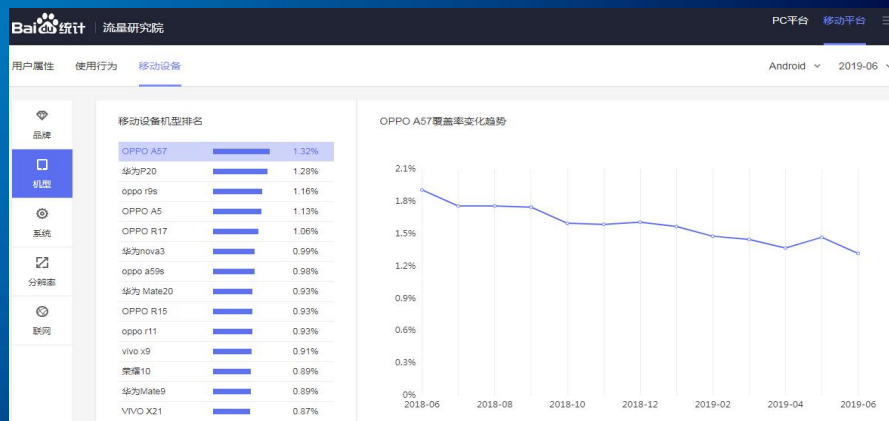 Baidu统计 流量研究院
PC平台 移动平台
用户属性 使用行为 移动设备
Android 2019-06
品牌
机型
系统
分辨率
联网
移动设备机型排名
OPPO A57 1.32%
华为P20 1.28%
oppo r9s 1.16%
OPPO A5 1.13%
OPPO R17 1.06%
华为nova3 0.99%
oppo a59s 0.98%
华为 Mate20 0.93%
OPPO R15 0.93%
oppo r11 0.93%
vivo x9 0.91%
荣耀10 0.89%
华为Mate9 0.89%
VIVO X21 0.87%
OPPO A57覆盖率变化趋势
2.1%
1.8%
1.5%
1.2%
0.9%
0.6%
0.3%
0%
2018-06 2018-08 2018-10 2018-12 2019-02 2019-04 2019-06